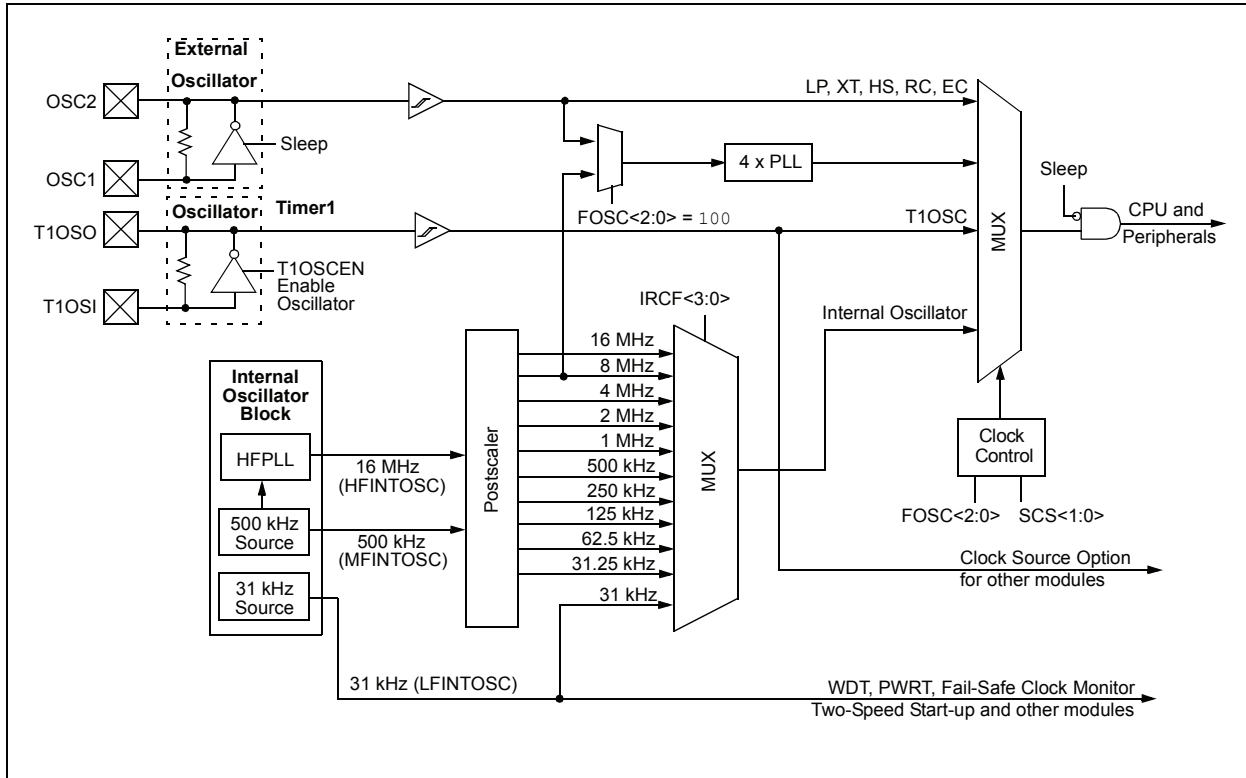 External
Oscillator
OSC2
Sleep
OSC1
LP, XT, HS, RC, EC
4 x PLL
FOSC<2:0> = 100
Sleep
CPU and
Peripherals
MUX
Oscillator
Timer1
T1OSO
T1OSC
T1OSCEN
Enable
Oscillator
T1OSI
IRCF<3:0>
Internal Oscillator
Internal
Oscillator
Block
HFPLL
500 kHz
Source
31 kHz
Source
16 MHz
(HFINTOSC)
500 kHz
(MFINTOSC)
Postscaler
16 MHz
8 MHz
4 MHz
2 MHz
1 MHz
500 kHz
250 kHz
125 kHz
62.5 kHz
31.25 kHz
31 kHz
MUX
Clock
Control
FOSC<2:0>
SCS<1:0>
Clock Source Option
for other modules
31 kHz (LFINTOSC)
WDT, PWRT, Fail-Safe Clock Monitor
Two-Speed Start-up and other modules